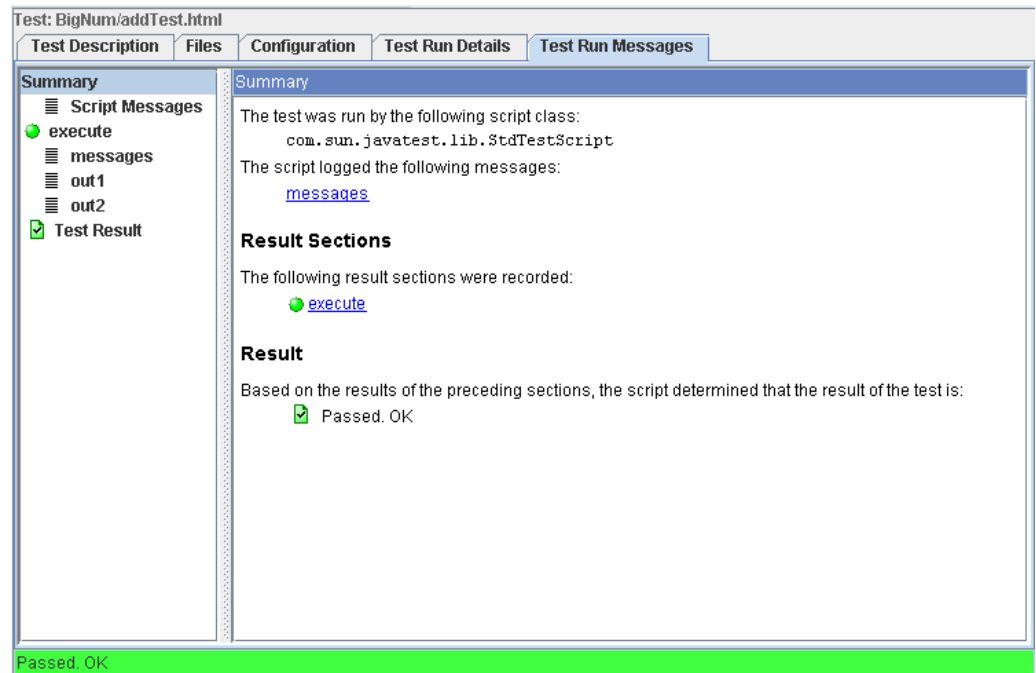 Test: BigNum/addTest.html
Test Description Files Configuration Test Run Details Test Run Messages
Summary
Script Messages
execute
messages
out1
out2
Test Result
Summary
The test was run by the following script class:
com.sun.javatest.lib.StdTestScript
The script logged the following messages:
messages
Result Sections
The following result sections were recorded:
execute
Result
Based on the results of the preceding sections, the script determined that the result of the test is:
Passed. OK
Passed. OK